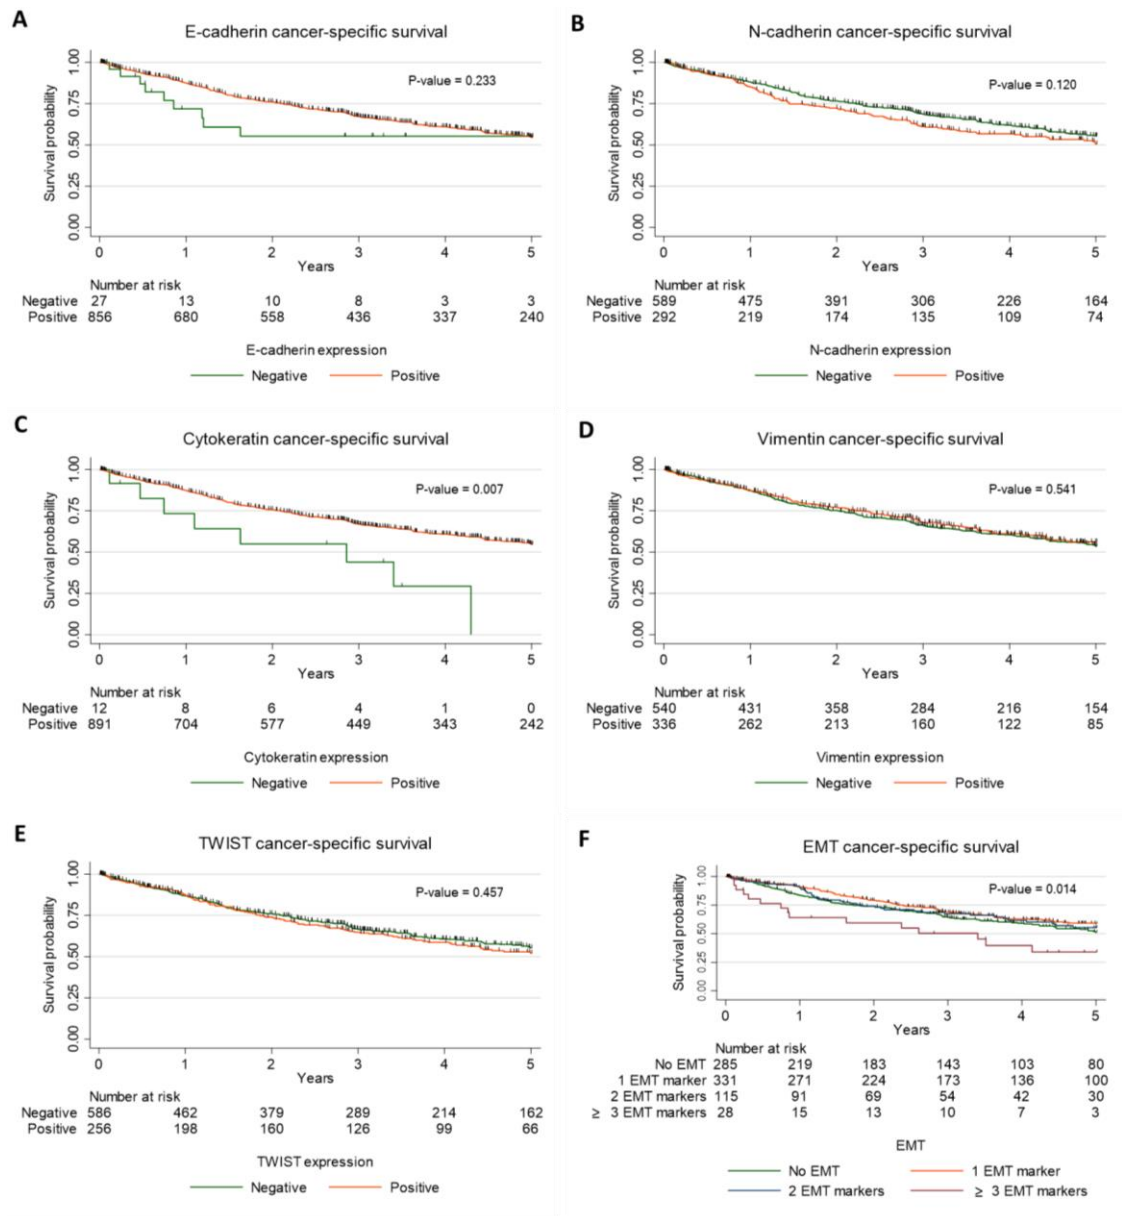 A
E-cadherin cancer-specific survival
P-value = 0.233
Survival probability
1.00
0.75
0.50
0.25
0.00
0 1 2 3 4 5
Years
Number at risk
Negative 27 13 10 8 3 3
Positive 856 680 558 436 337 240
E-cadherin expression
Negative Positive
B
N-cadherin cancer-specific survival
P-value = 0.120
Survival probability
1.00
0.75
0.50
0.25
0.00
0 1 2 3 4 5
Years
Number at risk
Negative 589 475 391 306 226 164
Positive 292 219 174 135 109 74
N-cadherin expression
Negative Positive
C
Cytokeratin cancer-specific survival
P-value = 0.007
Survival probability
1.00
0.75
0.50
0.25
0.00
0 1 2 3 4 5
Years
Number at risk
Negative 12 8 6 4 1 0
Positive 891 704 577 449 343 242
Cytokeratin expression
Negative Positive
D
Vimentin cancer-specific survival
P-value = 0.541
Survival probability
1.00
0.75
0.50
0.25
0.00
0 1 2 3 4 5
Years
Number at risk
Negative 540 431 358 284 216 154
Positive 336 262 213 160 122 85
Vimentin expression
Negative Positive
E
TWIST cancer-specific survival
P-value = 0.457
Survival probability
1.00
0.75
0.50
0.25
0.00
0 1 2 3 4 5
Years
Number at risk
Negative 586 462 379 289 214 162
Positive 256 198 160 126 99 66
TWIST expression
Negative Positive
F
EMT cancer-specific survival
P-value = 0.014
Survival probability
1.00
0.75
0.50
0.25
0.00
0 1 2 3 4 5
Years
Number at risk
No EMT 285 219 183 143 103 80
1 EMT marker 331 271 224 173 136 100
2 EMT markers 115 91 69 54 42 30
≥ 3 EMT markers 28 15 13 10 7 3
EMT
No EMT 1 EMT marker
2 EMT markers ≥ 3 EMT markers